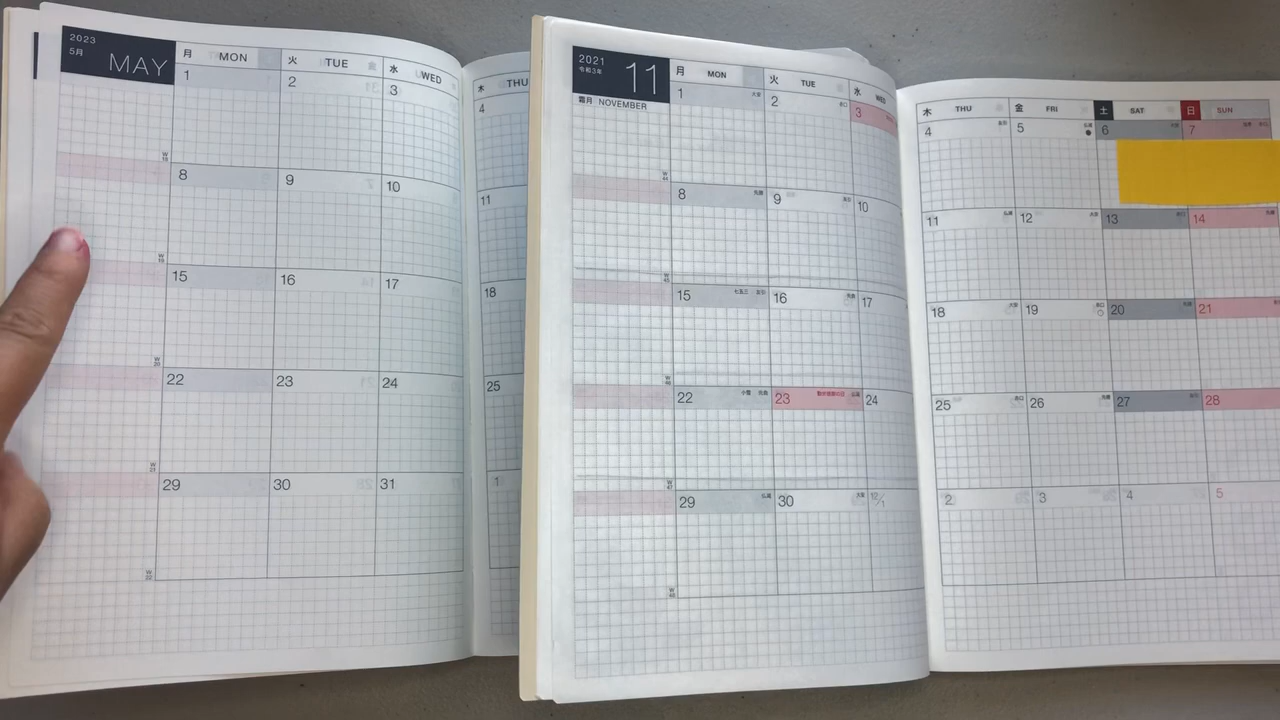 2023
5月
MAY
月 MON 火 TUE 水 WED 木 THU
1 2 3 4
8 9 10 11
15 16 17 18
22 23 24 25
29 30 31 1
2021
令和3年
11
霜月 NOVEMBER
月 MON 火 TUE 水 WED 木 THU 金 FRI 土 SAT 日 SUN
1 2 3 4 5 6 7
8 9 10 11 12 13 14
15 七五三 16 17 18 19 20 21
22 小雪 23 勤労感謝の日 24 25 26 27 28
29 30 12/1 2 3 4 5